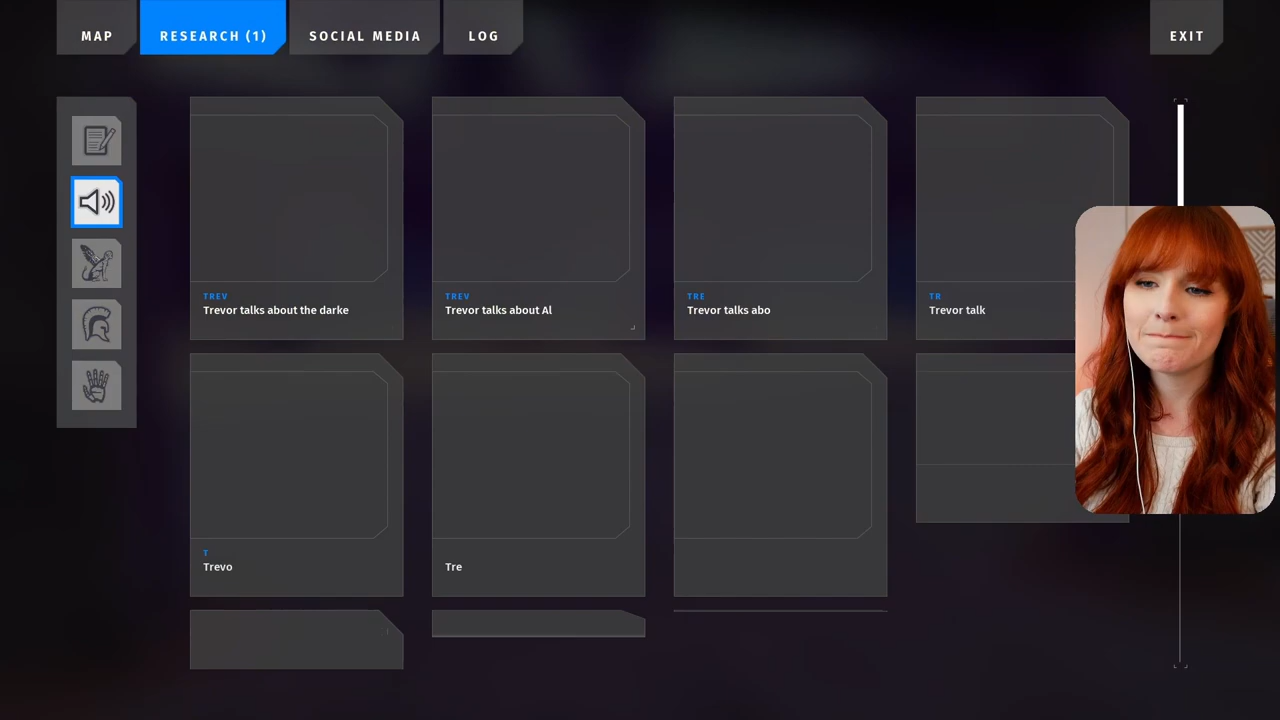 MAP
RESEARCH (1)
SOCIAL MEDIA
LOG
EXIT
TREV
Trevor talks about the darke
TREV
Trevor talks about Al
TRE
Trevor talks abo
TR
Trevor talk
T
Trevo
Tre